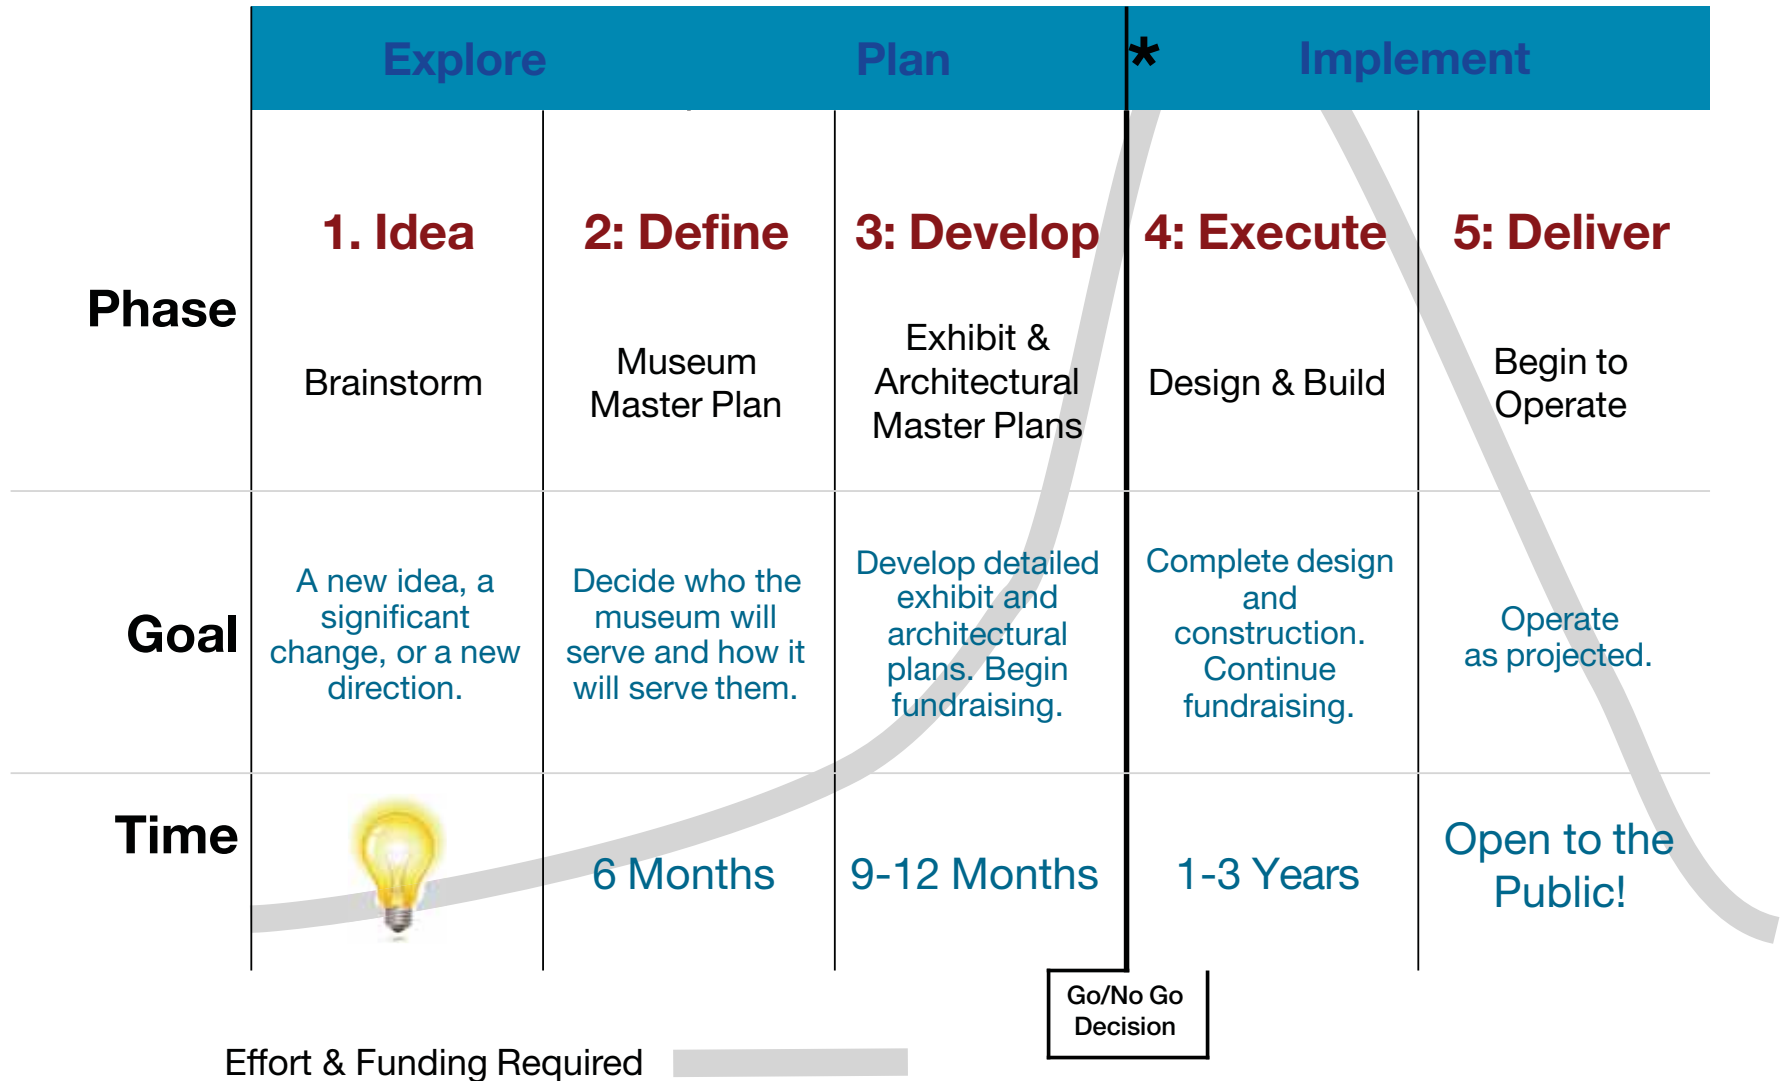 Explore
Plan
*
Implement
Phase
1. Idea
Brainstorm
2: Define
Museum
Master Plan
3: Develop
Exhibit &
Architectural
Master Plans
4: Execute
Design & Build
5: Deliver
Begin to
Operate
Goal
A new idea, a
significant
change, or a new
direction.
Decide who the
museum will
serve and how it
will serve them.
Develop detailed
exhibit and
architectural
plans. Begin
fundraising.
Complete design
and
construction.
Continue
fundraising.
Operate
as projected.
Time
6 Months
9-12 Months
1-3 Years
Open to the
Public!
Go/No Go
Decision
Effort & Funding Required